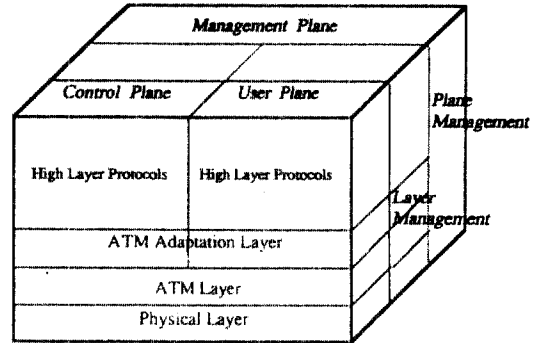 Management Plane
Control Plane
User Plane
Plane
Management
High Layer Protocols
High Layer Protocols
Layer
Management
ATM Adaptation Layer
ATM Layer
Physical Layer